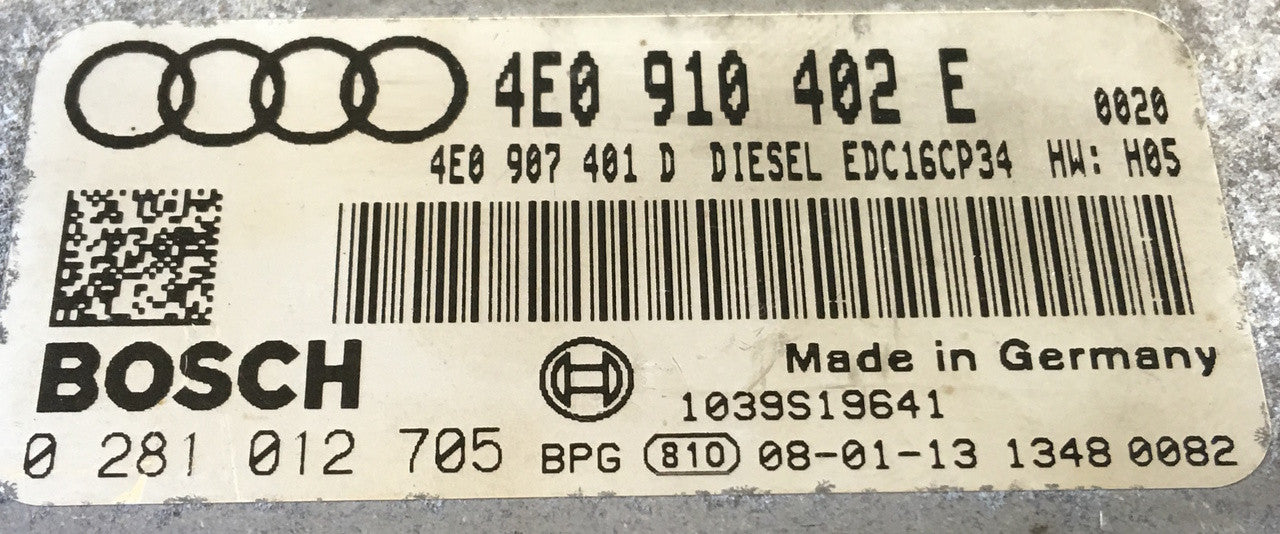 4E0 910 402 E 0020
4E0 907 401 D DIESEL EDC16CP34 HW: H05
BOSCH
Made in Germany
1039S19641
0 281 012 705 BPG 810 08-01-13 1348 0082